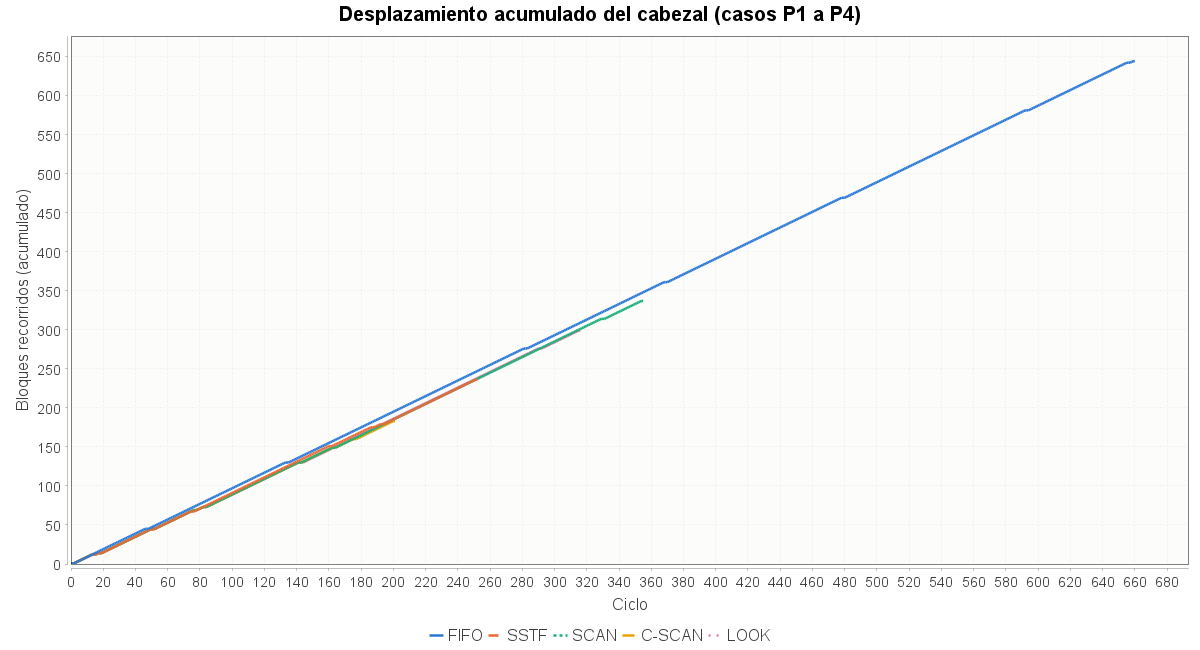 Desplazamiento acumulado del cabezal (casos P1 a P4)
Bloques recorridos (acumulado)
650
600
550
500
450
400
350
300
250
200
150
100
50
0
0 20 40 60 80 100 120 140 160 180 200 220 240 260 280 300 320 340 360 380 400 420 440 460 480 500 520 540 560 580 600 620 640 660 680
Ciclo
FIFO SSTF SCAN C-SCAN LOOK